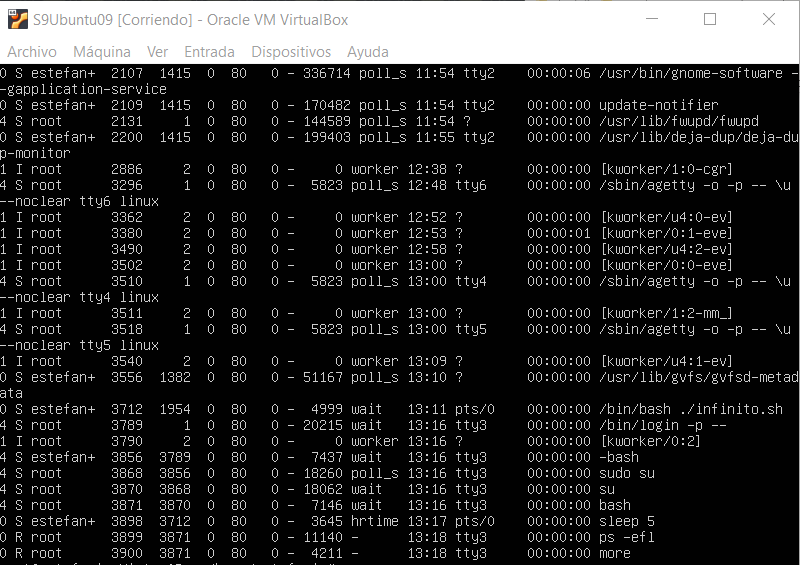 S9Ubuntu09 [Corriendo] - Oracle VM VirtualBox
Archivo Máquina Ver Entrada Dispositivos Ayuda
0 S estefan+ 2107 1415 0 80 0 - 336714 poll_s 11:54 tty2 00:00:06 /usr/bin/gnome-software -
-gapplication-service
0 S estefan+ 2109 1415 0 80 0 - 170482 poll_s 11:54 tty2 00:00:00 update-notifier
4 S root 2131 1 0 80 0 - 144589 poll_s 11:54 ? 00:00:00 /usr/lib/fwupd/fwupd
0 S estefan+ 2200 1415 0 80 0 - 199403 poll_s 11:55 tty2 00:00:00 /usr/lib/deja-dup/deja-du
p-monitor
1 I root 2886 2 0 80 0 - 0 worker 12:38 ? 00:00:00 [kworker/1:0-cgr]
4 S root 3296 1 0 80 0 - 5823 poll_s 12:48 tty6 00:00:00 /sbin/agetty -o -p -- \u
--noclear tty6 linux
1 I root 3362 2 0 80 0 - 0 worker 12:52 ? 00:00:00 [kworker/u4:0-ev]
1 I root 3380 2 0 80 0 - 0 worker 12:53 ? 00:00:01 [kworker/0:1-eve]
1 I root 3490 2 0 80 0 - 0 worker 12:58 ? 00:00:00 [kworker/u4:2-ev]
1 I root 3502 2 0 80 0 - 0 worker 13:00 ? 00:00:00 [kworker/0:0-eve]
4 S root 3510 1 0 80 0 - 5823 poll_s 13:00 tty4 00:00:00 /sbin/agetty -o -p -- \u
--noclear tty4 linux
1 I root 3511 2 0 80 0 - 0 worker 13:00 ? 00:00:00 [kworker/1:2-mm_]
4 S root 3518 1 0 80 0 - 5823 poll_s 13:00 tty5 00:00:00 /sbin/agetty -o -p -- \u
--noclear tty5 linux
1 I root 3540 2 0 80 0 - 0 worker 13:09 ? 00:00:00 [kworker/u4:1-ev]
0 S estefan+ 3556 1382 0 80 0 - 51167 poll_s 13:10 ? 00:00:00 /usr/lib/gvfs/gvfsd-metad
ata
0 S estefan+ 3712 1954 0 80 0 - 4999 wait 13:11 pts/0 00:00:00 /bin/bash ./infinito.sh
4 S root 3789 1 0 80 0 - 20215 wait 13:16 tty3 00:00:00 /bin/login -p --
1 I root 3790 2 0 80 0 - 0 worker 13:16 ? 00:00:00 [kworker/0:2]
4 S estefan+ 3856 3789 0 80 0 - 7437 wait 13:16 tty3 00:00:00 -bash
4 S root 3868 3856 0 80 0 - 18260 poll_s 13:16 tty3 00:00:00 sudo su
4 S root 3870 3868 0 80 0 - 18062 wait 13:16 tty3 00:00:00 su
4 S root 3871 3870 0 80 0 - 7146 wait 13:16 tty3 00:00:00 bash
0 S estefan+ 3898 3712 0 80 0 - 3645 hrtime 13:17 pts/0 00:00:00 sleep 5
0 R root 3899 3871 0 80 0 - 11140 - 13:18 tty3 00:00:00 ps -efl
0 R root 3900 3871 0 80 0 - 4211 - 13:18 tty3 00:00:00 more